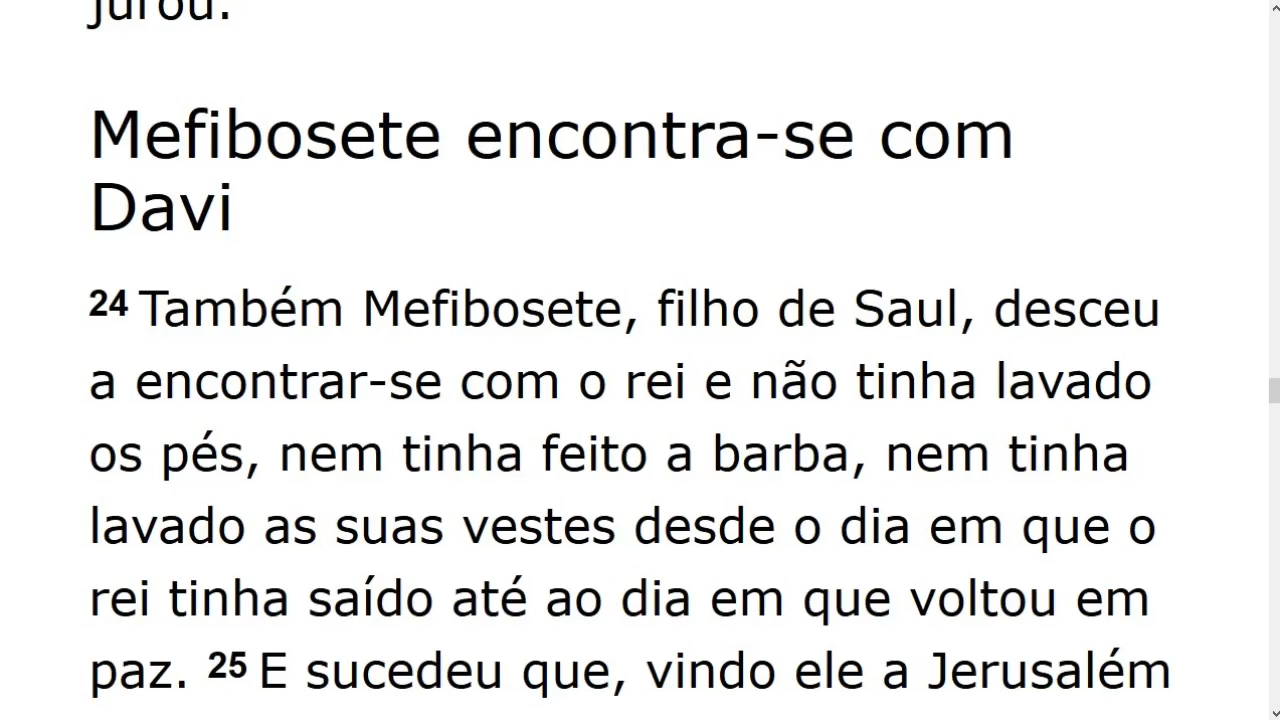 jurou.
Mefibosete encontra-se com
Davi
24 Também Mefibosete, filho de Saul, desceu
a encontrar-se com o rei e não tinha lavado
os pés, nem tinha feito a barba, nem tinha
lavado as suas vestes desde o dia em que o
rei tinha saído até ao dia em que voltou em
paz. 25 E sucedeu que, vindo ele a Jerusalém